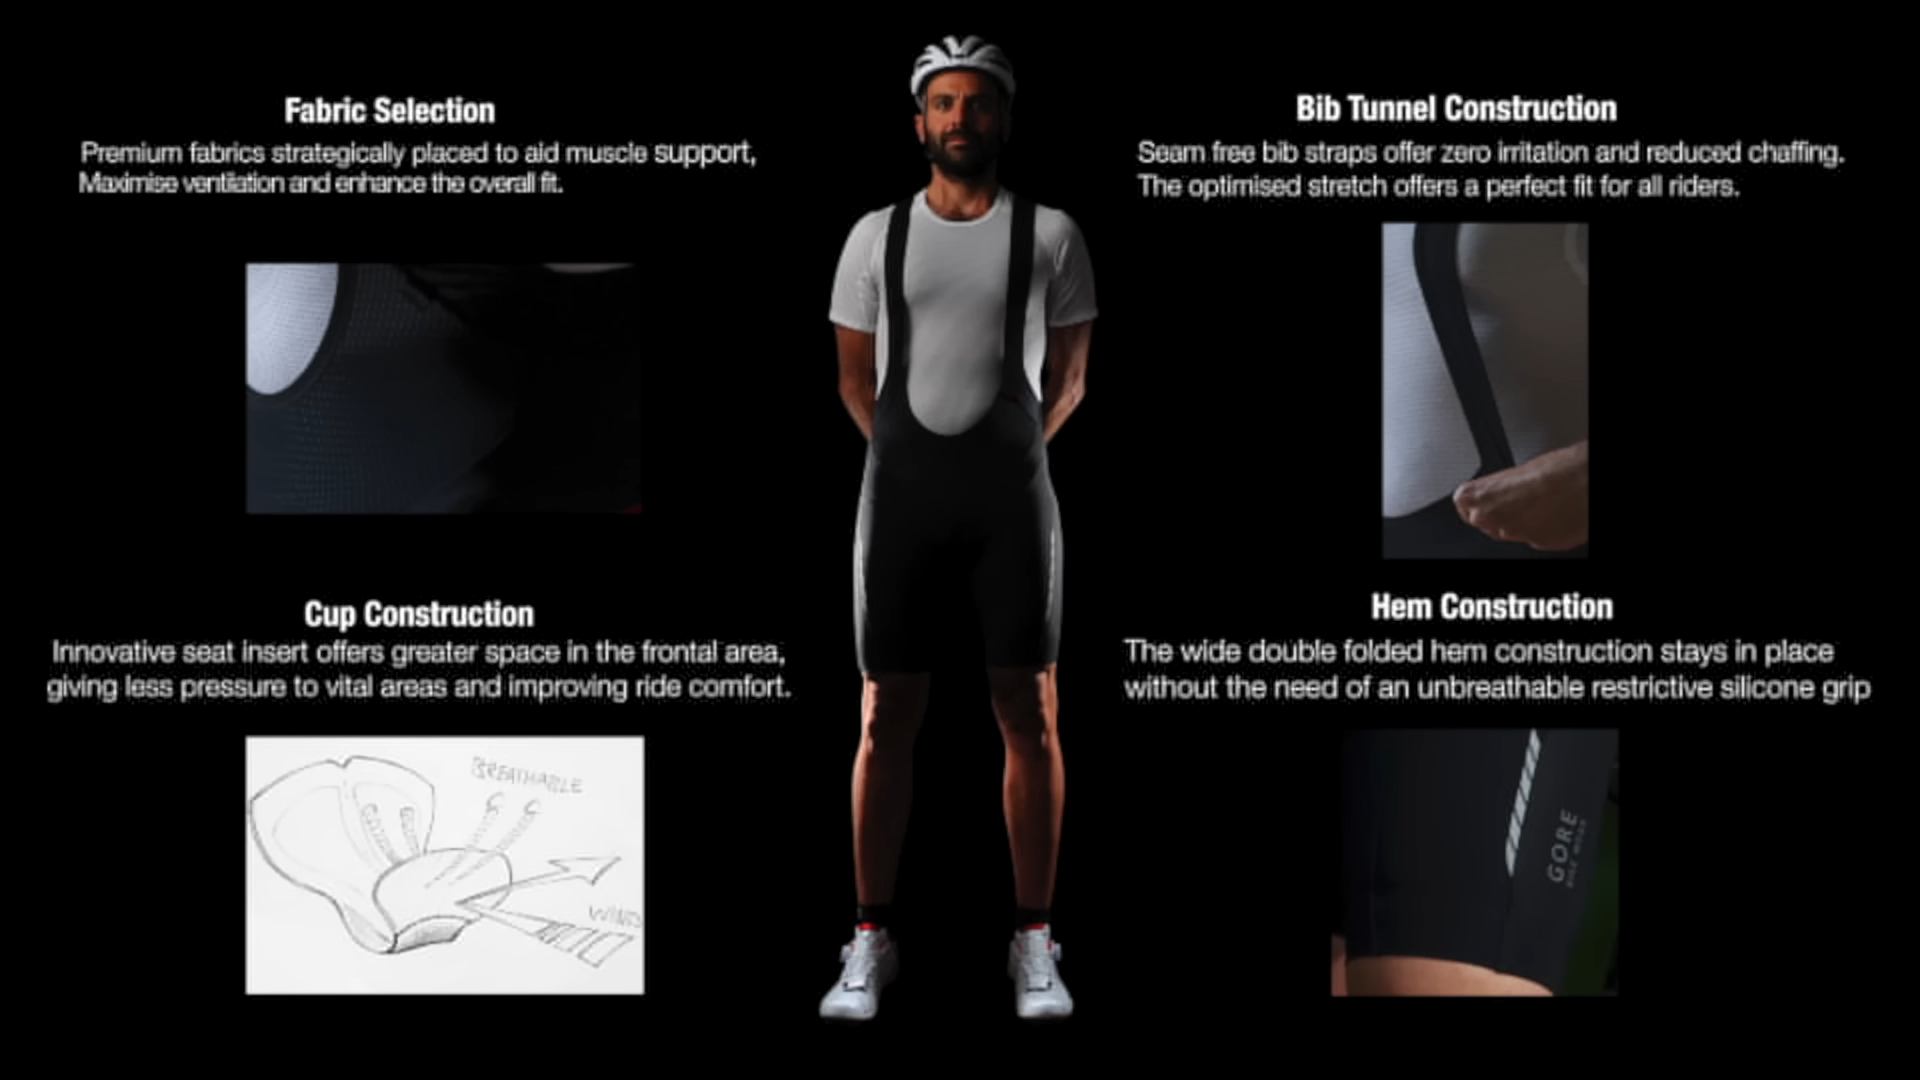 Fabric Selection
Premium fabrics strategically placed to aid muscle support,
Maximise ventilation and enhance the overall fit.
Bib Tunnel Construction
Seam free bib straps offer zero irritation and reduced chaffing.
The optimised stretch offers a perfect fit for all riders.
Cup Construction
Innovative seat insert offers greater space in the frontal area,
giving less pressure to vital areas and improving ride comfort.
BREATHABLE
WIND
Hem Construction
The wide double folded hem construction stays in place
without the need of an unbreathable restrictive silicone grip
GORE
BIKE WEAR